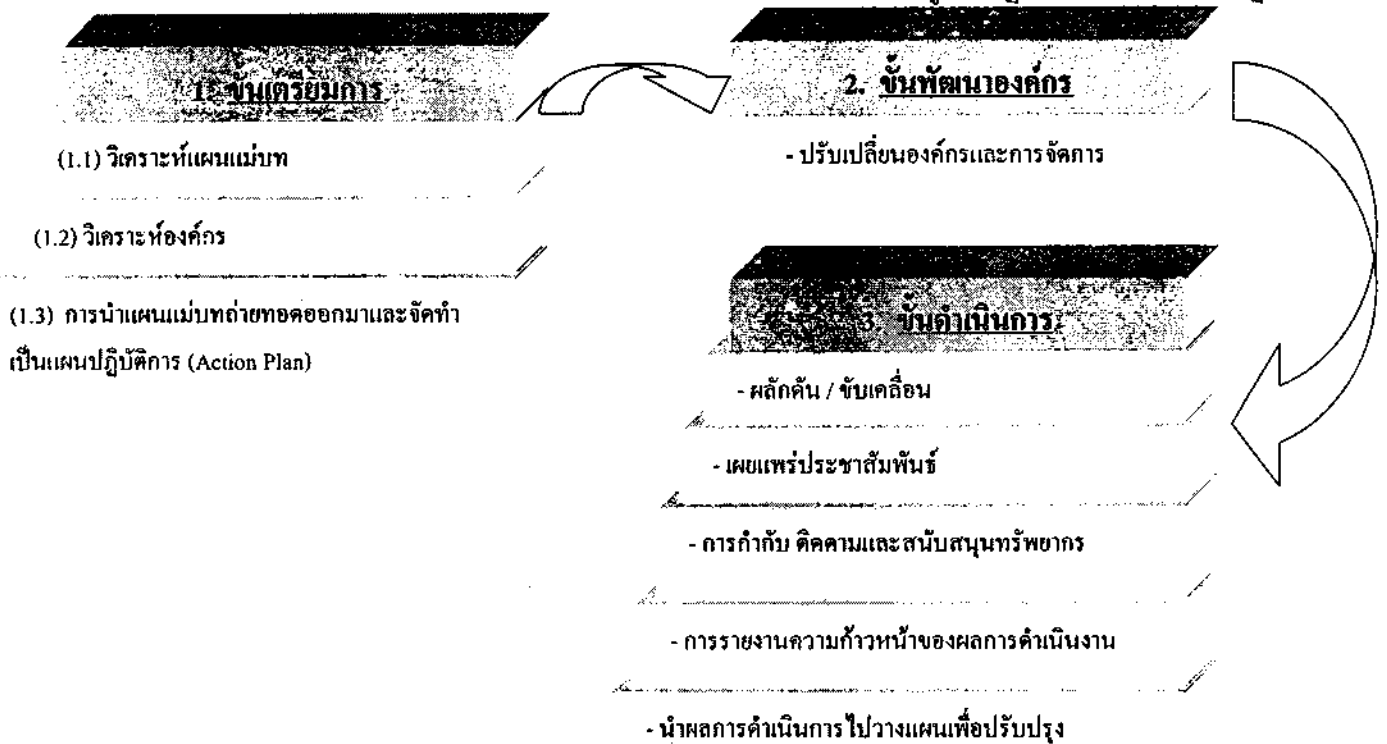 1. ขั้นเตรียมการ
(1.1) วิเคราะห์แผนแม่บท
(1.2) วิเคราะห์องค์กร
(1.3) การนำแผนแม่บทถ่ายทอดออกมาและจัดทำ
เป็นแผนปฏิบัติการ (Action Plan)
2. ขั้นพัฒนาองค์กร
- ปรับเปลี่ยนองค์กรและการจัดการ
3. ขั้นดำเนินการ
- ผลักดัน / ขับเคลื่อน
- เผยแพร่ประชาสัมพันธ์
- การกำกับ ติดตามและสนับสนุนทรัพยากร
- การรายงานความก้าวหน้าของผลการดำเนินงาน
- นำผลการดำเนินการไปวางแผนเพื่อปรับปรุง